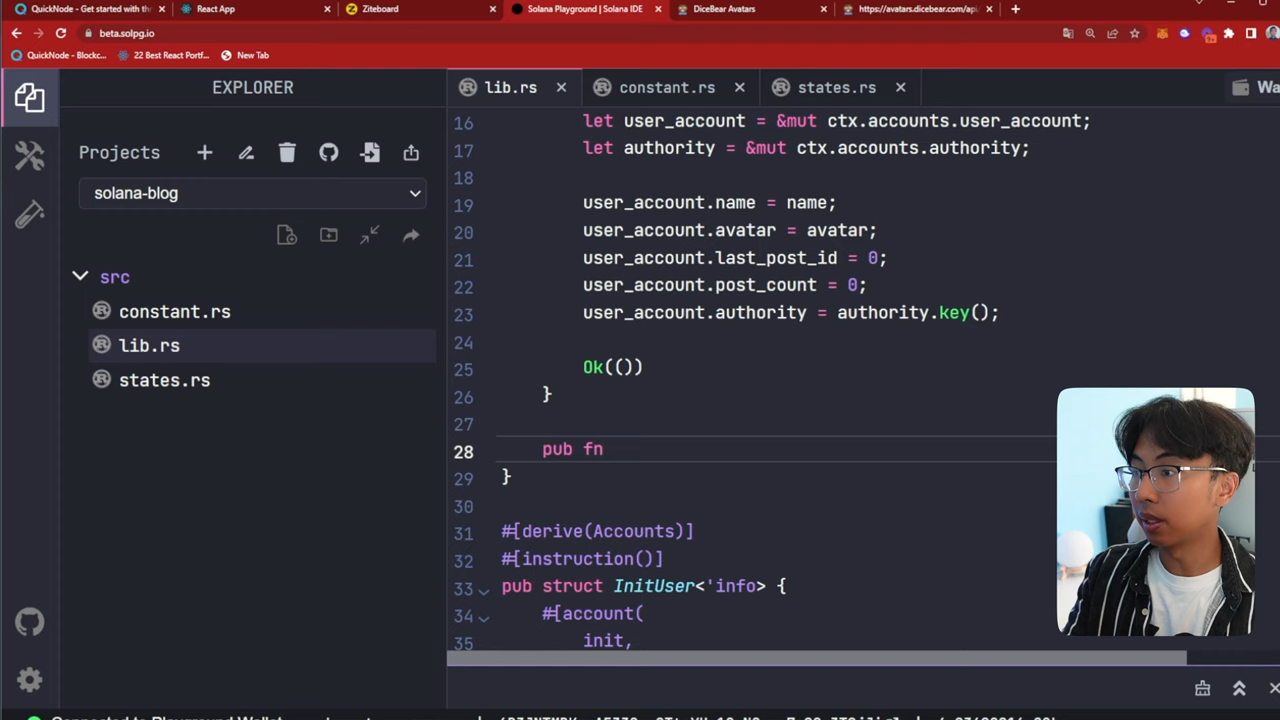 QuickNode - Get started with th
React App
Ziteboard
Solana Playground | Solana IDE
DiceBear Avatars
https://avatars.dicebear.com/api
beta.solpg.io
QuickNode - Blockc...
22 Best React Portf...
New Tab
EXPLORER
lib.rs
constant.rs
states.rs
Wa
Projects
solana-blog
src
constant.rs
lib.rs
states.rs
16 let user_account = &mut ctx.accounts.user_account;
17 let authority = &mut ctx.accounts.authority;
18
19 user_account.name = name;
20 user_account.avatar = avatar;
21 user_account.last_post_id = 0;
22 user_account.post_count = 0;
23 user_account.authority = authority.key();
24
25 Ok(())
26 }
27
28 pub fn
29 }
30
31 #[derive(Accounts)]
32 #[instruction()]
33 pub struct InitUser<'info> {
34 #[account(
35 init,
Connected to Playground Wallet